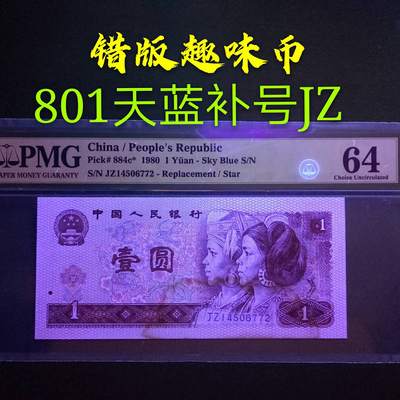 错版趣味币
801天蓝补号JZ
PMG
PAPER MONEY GUARANTY
China / People's Republic
Pick# 884c* 1980 1 Yüan - Sky Blue S/N
S/N JZ14506772 - Replacement / Star
64
Choice Uncirculated
中国人民银行
1
壹圆
1
JZ14506772
1